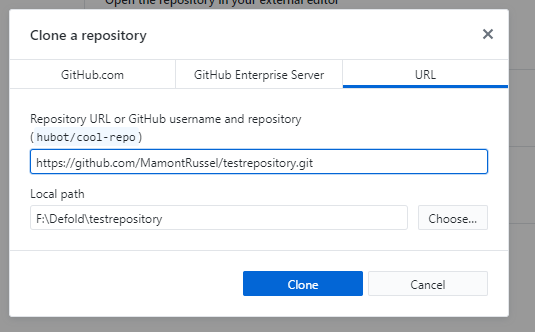 Open the repository in your external editor
Clone a repository
GitHub.com
GitHub Enterprise Server
URL
Repository URL or GitHub username and repository
(hubot/cool-repo)
https://github.com/MamontRussel/testrepository.git
Local path
F:\Defold\testrepository
Choose...
Clone
Cancel